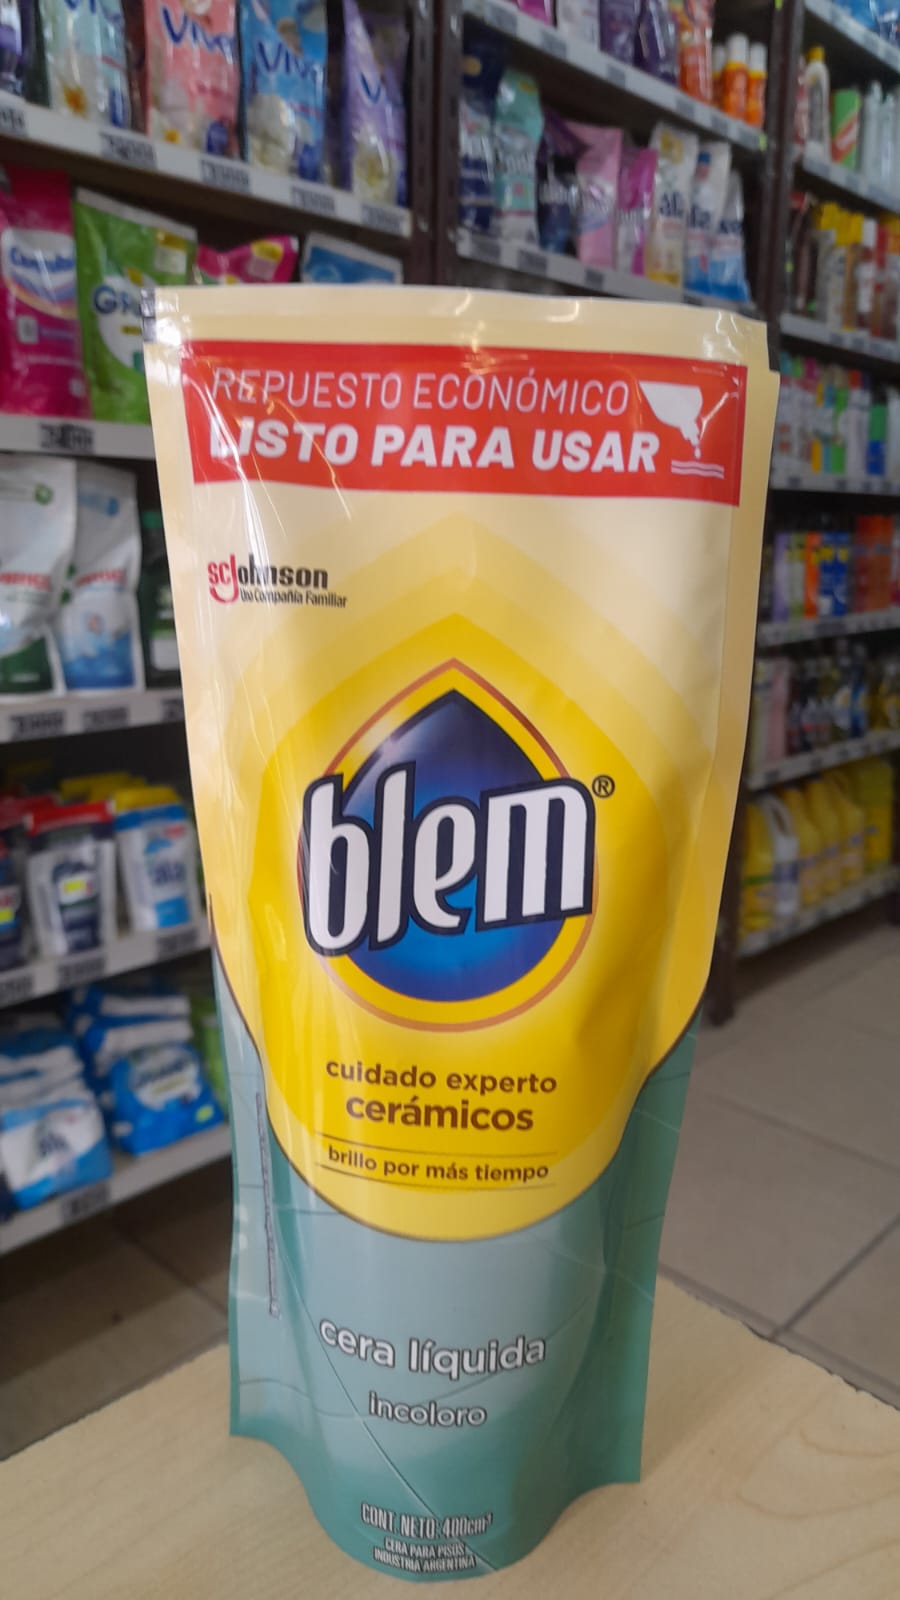 REPUESTO ECONÓMICO
LISTO PARA USAR
scJohnson
Una Compañía Familiar
blem®
cuidado experto
cerámicos
brillo por más tiempo
cera líquida
incoloro
CONT. NETO: 400cm³
CERA PARA PISOS
INDUSTRIA ARGENTINA